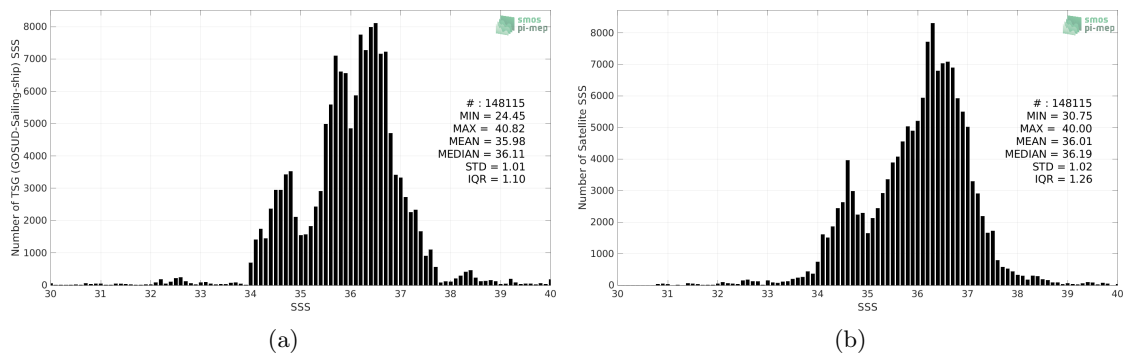 8000
7000
6000
5000
4000
3000
2000
1000
0
Number of TSG (GOSUD-Sailing-ship) SSS
smos
pi-mep
# : 148115
MIN = 24.45
MAX = 40.82
MEAN = 35.98
MEDIAN = 36.11
STD = 1.01
IQR = 1.10
30 31 32 33 34 35 36 37 38 39 40
SSS
(a)
8000
7000
6000
5000
4000
3000
2000
1000
0
Number of Satellite SSS
smos
pi-mep
# : 148115
MIN = 30.75
MAX = 40.00
MEAN = 36.01
MEDIAN = 36.19
STD = 1.02
IQR = 1.26
30 31 32 33 34 35 36 37 38 39 40
SSS
(b)